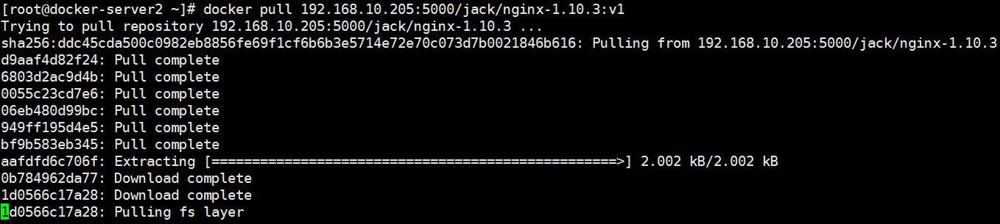 [root@docker-server2 ~]# docker pull 192.168.10.205:5000/jack/nginx-1.10.3:v1
Trying to pull repository 192.168.10.205:5000/jack/nginx-1.10.3 ...
sha256:ddc45cda500c0982eb8856fe69f1cf6b6b3e5714e72e70c073d7b0021846b616: Pulling from 192.168.10.205:5000/jack/nginx-1.10.3
d9aaf4d82f24: Pull complete
6803d2ac9d4b: Pull complete
0055c23cd7e6: Pull complete
06eb480d99bc: Pull complete
949ff195d4e5: Pull complete
bf9b583eb345: Pull complete
aafdfd6c706f: Extracting [==================================================>] 2.002 kB/2.002 kB
0b784962da77: Download complete
1d0566c17a28: Download complete
1d0566c17a28: Pulling fs layer